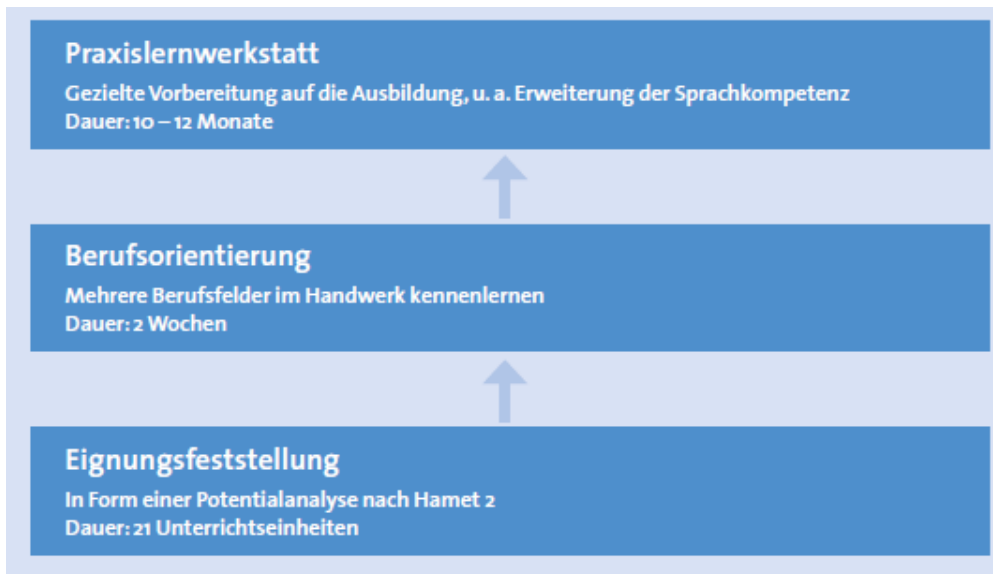 Praxislernwerkstatt
Gezielte Vorbereitung auf die Ausbildung, u. a. Erweiterung der Sprachkompetenz
Dauer: 10 – 12 Monate
Berufsorientierung
Mehrere Berufsfelder im Handwerk kennenlernen
Dauer: 2 Wochen
Eignungsfeststellung
In Form einer Potentialanalyse nach Hamet 2
Dauer: 21 Unterrichtseinheiten